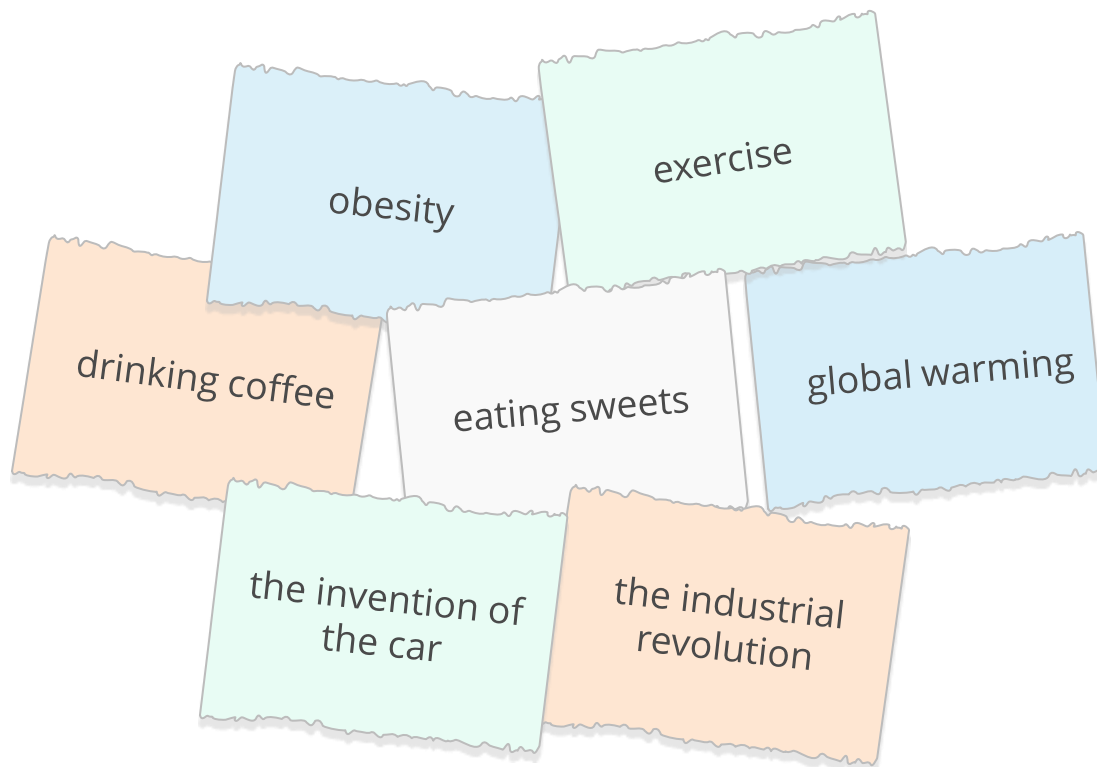 exercise
obesity
drinking coffee
eating sweets
global warming
the invention of
the car
the industrial
revolution